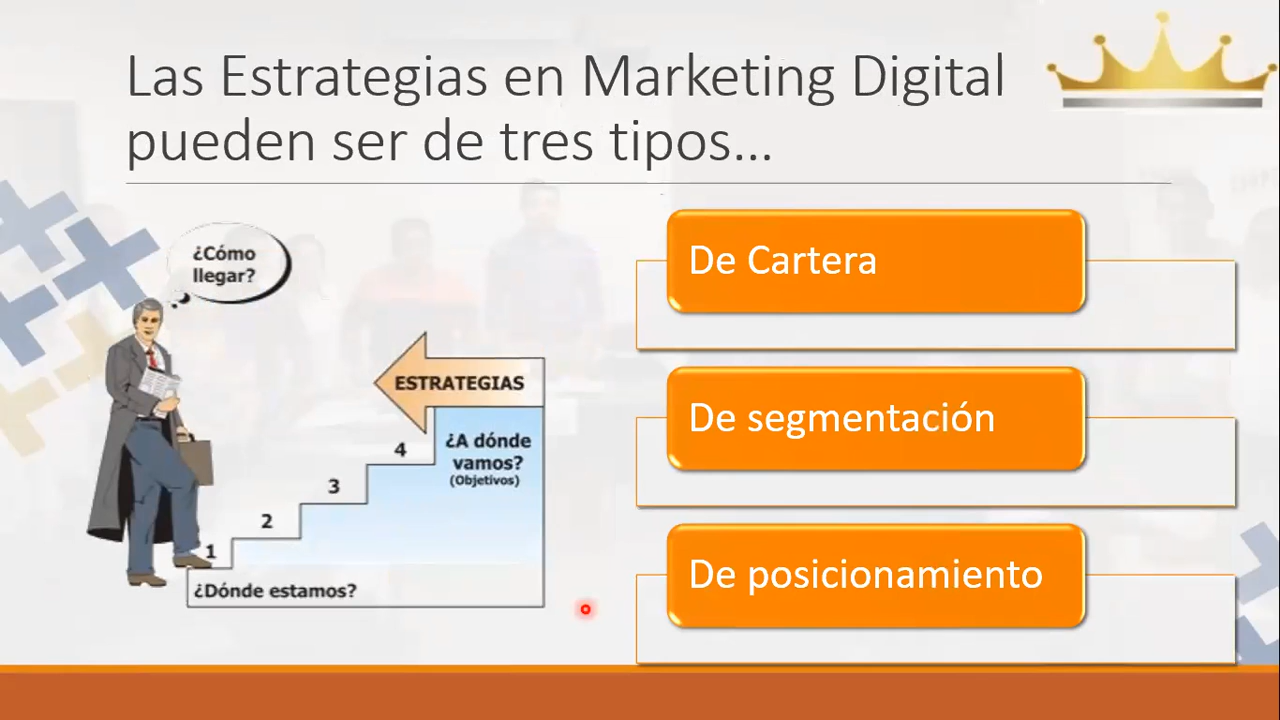 Las Estrategias en Marketing Digital
pueden ser de tres tipos...
¿Cómo
llegar?
ESTRATEGIAS
¿A dónde
vamos?
(Objetivos)
4
3
2
1
¿Dónde estamos?
De Cartera
De segmentación
De posicionamiento